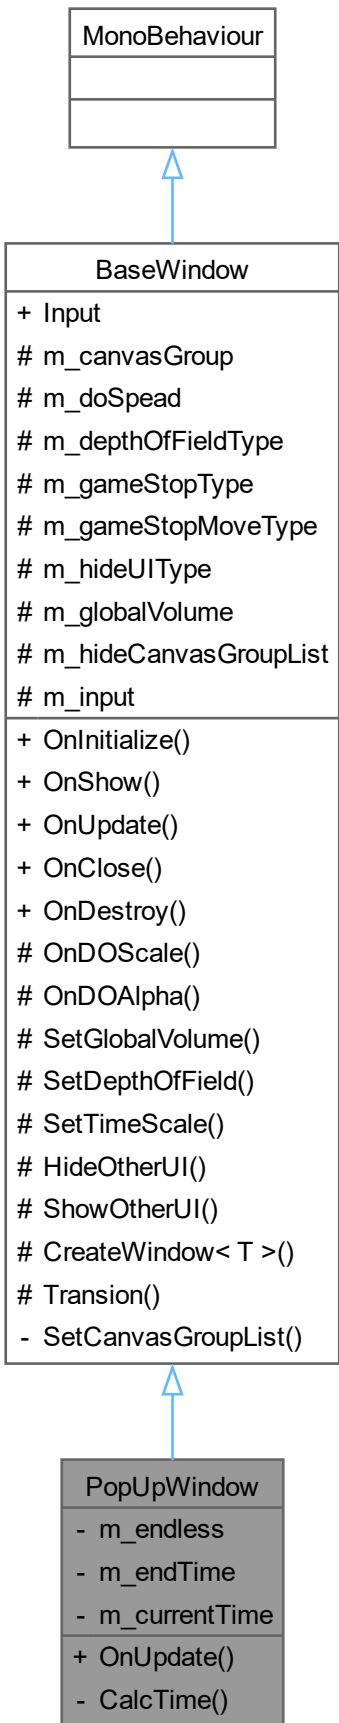 MonoBehaviour
BaseWindow
+ Input
# m_canvasGroup
# m_doSpead
# m_depthOfFieldType
# m_gameStopType
# m_gameStopMoveType
# m_hideUIType
# m_globalVolume
# m_hideCanvasGroupList
# m_input
+ OnInitialize()
+ OnShow()
+ OnUpdate()
+ OnClose()
+ OnDestroy()
# OnDOScale()
# OnDOAlpha()
# SetGlobalVolume()
# SetDepthOfField()
# SetTimeScale()
# HideOtherUI()
# ShowOtherUI()
# CreateWindow< T >()
# Transion()
- SetCanvasGroupList()
PopUpWindow
- m_endless
- m_endTime
- m_currentTime
+ OnUpdate()
- CalcTime()